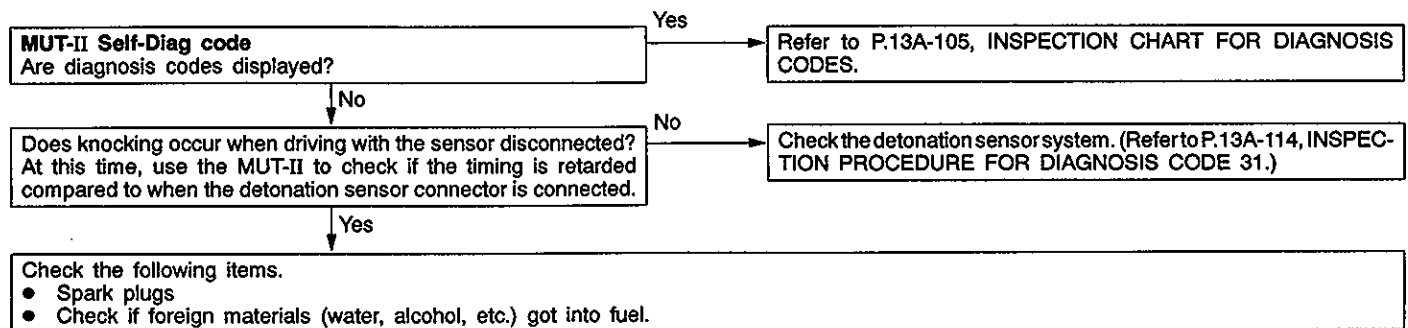 Yes
MUT-II Self-Diag code
Are diagnosis codes displayed?
Refer to P.13A-105, INSPECTION CHART FOR DIAGNOSIS
CODES.
No
Does knocking occur when driving with the sensor disconnected?
At this time, use the MUT-II to check if the timing is retarded
compared to when the detonation sensor connector is connected.
No
Check the detonation sensor system. (Refer to P.13A-114, INSPEC-
TION PROCEDURE FOR DIAGNOSIS CODE 31.)
Yes
Check the following items.
● Spark plugs
● Check if foreign materials (water, alcohol, etc.) got into fuel.